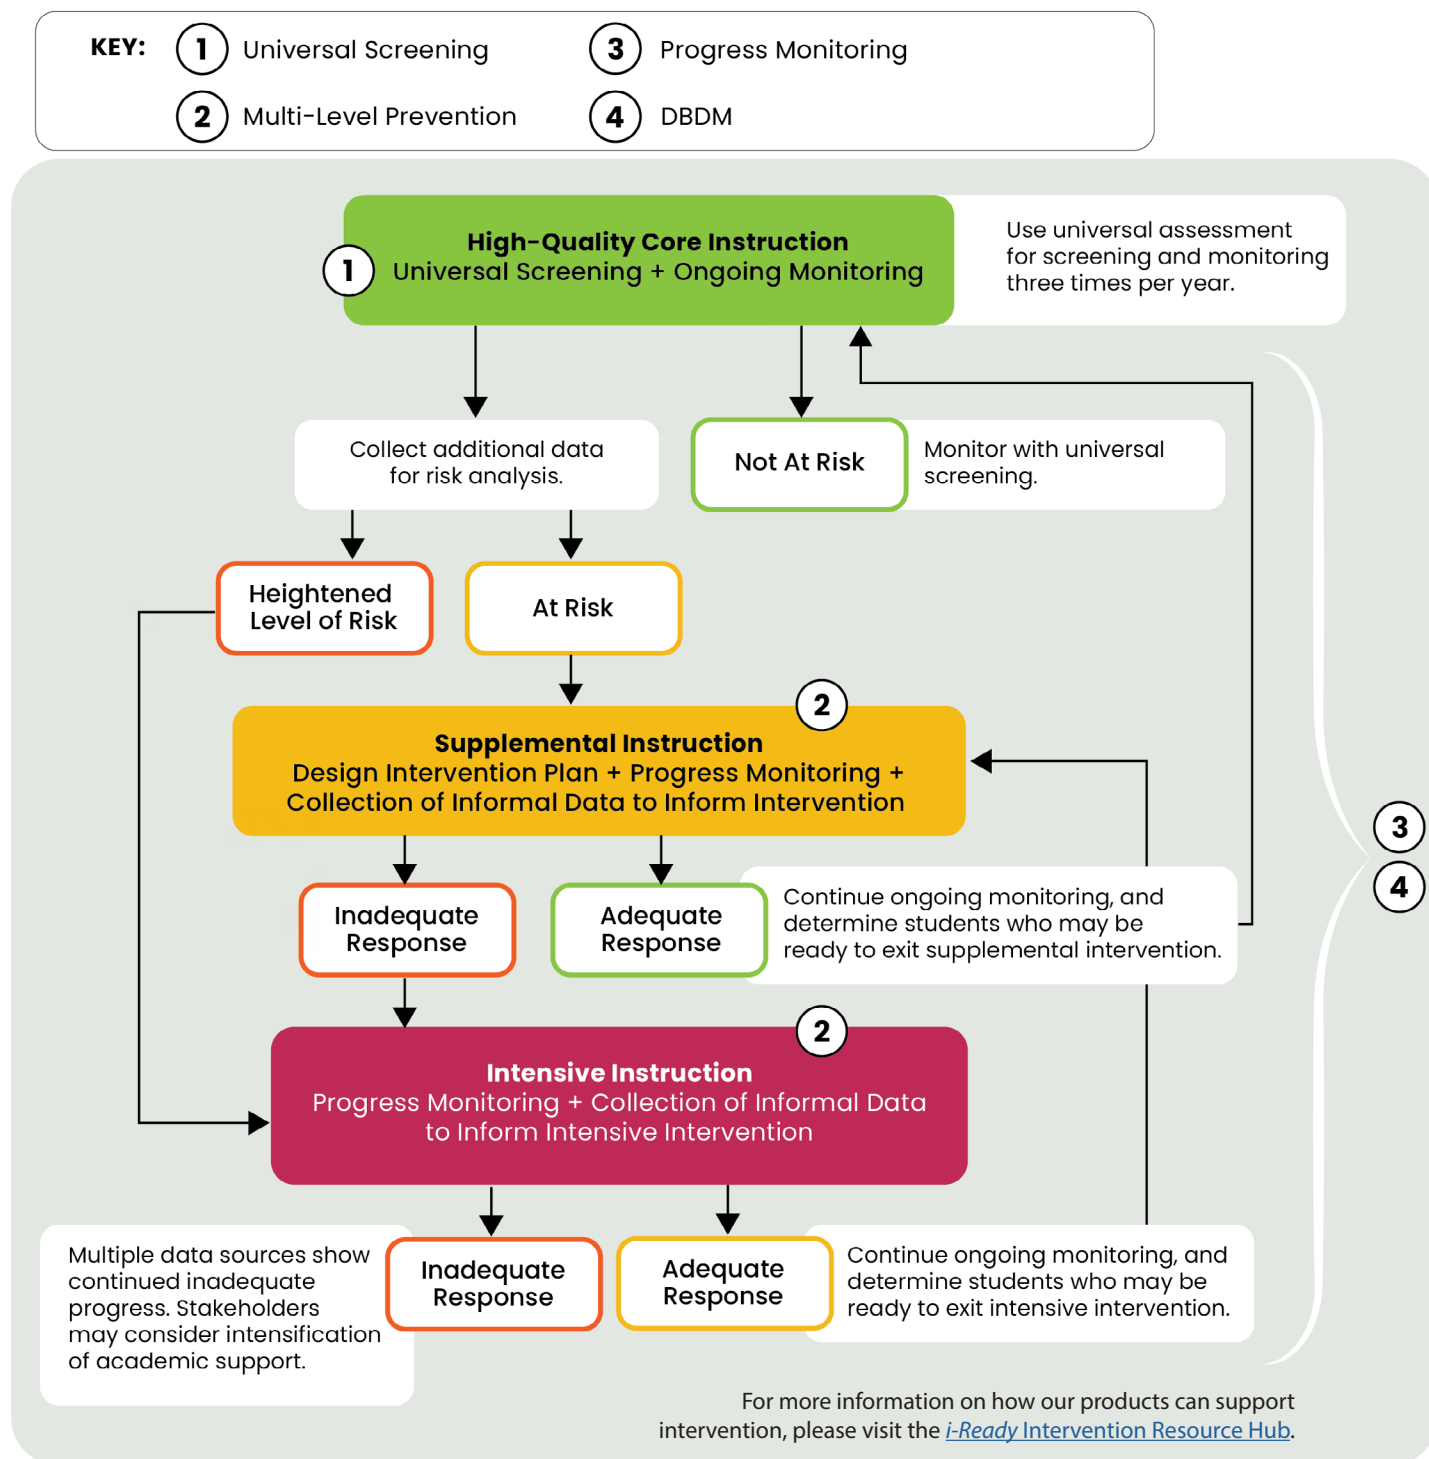 KEY:
1 Universal Screening
3 Progress Monitoring
2 Multi-Level Prevention
4 DBDM
High-Quality Core Instruction
1
Universal Screening + Ongoing Monitoring
Use universal assessment
for screening and monitoring
three times per year.
Collect additional data
for risk analysis.
Not At Risk
Monitor with universal
screening.
Heightened
Level of Risk
At Risk
2
Supplemental Instruction
Design Intervention Plan + Progress Monitoring +
Collection of Informal Data to Inform Intervention
3
4
Inadequate
Response
Adequate
Response
Continue ongoing monitoring, and
determine students who may be
ready to exit supplemental intervention.
2
Intensive Instruction
Progress Monitoring + Collection of Informal Data
to Inform Intensive Intervention
Multiple data sources show
continued inadequate
progress. Stakeholders
may consider intensification
of academic support.
Inadequate
Response
Adequate
Response
Continue ongoing monitoring, and
determine students who may be
ready to exit intensive intervention.
For more information on how our products can support
intervention, please visit the i-Ready Intervention Resource Hub.